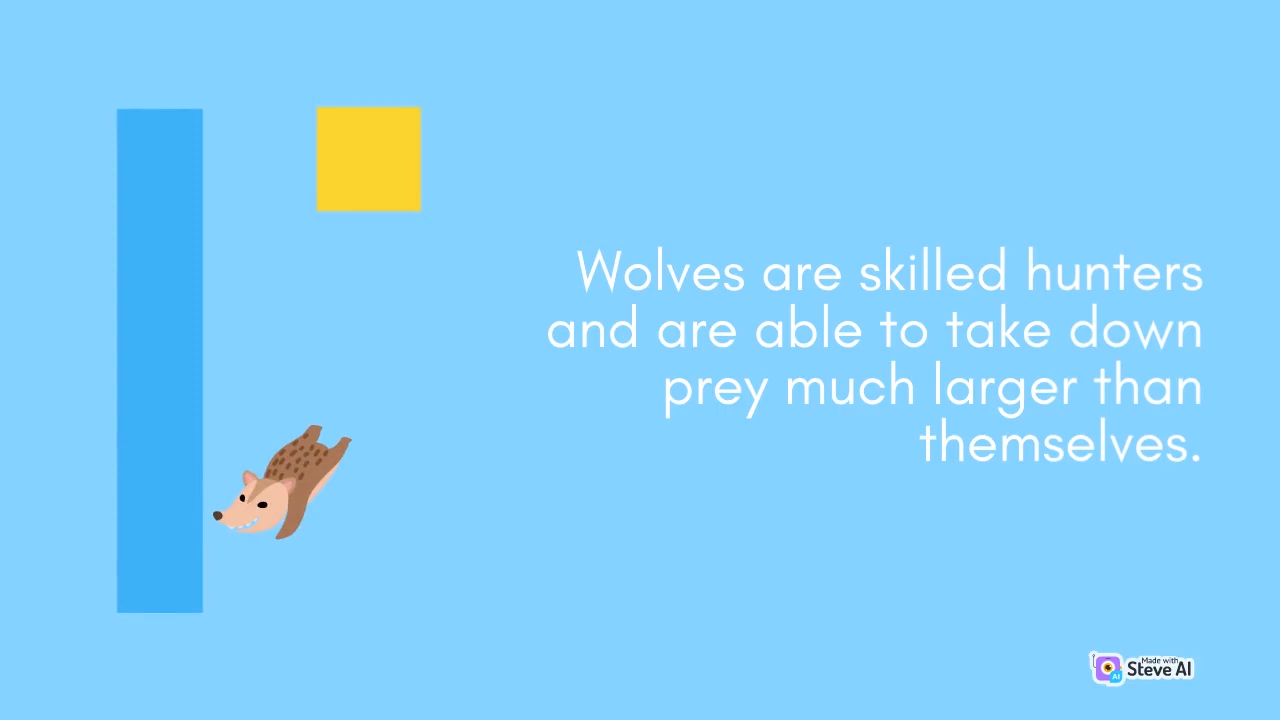 Wolves are skilled hunters
and are able to take down
prey much larger than
themselves.
Made with
Steve AI
AI